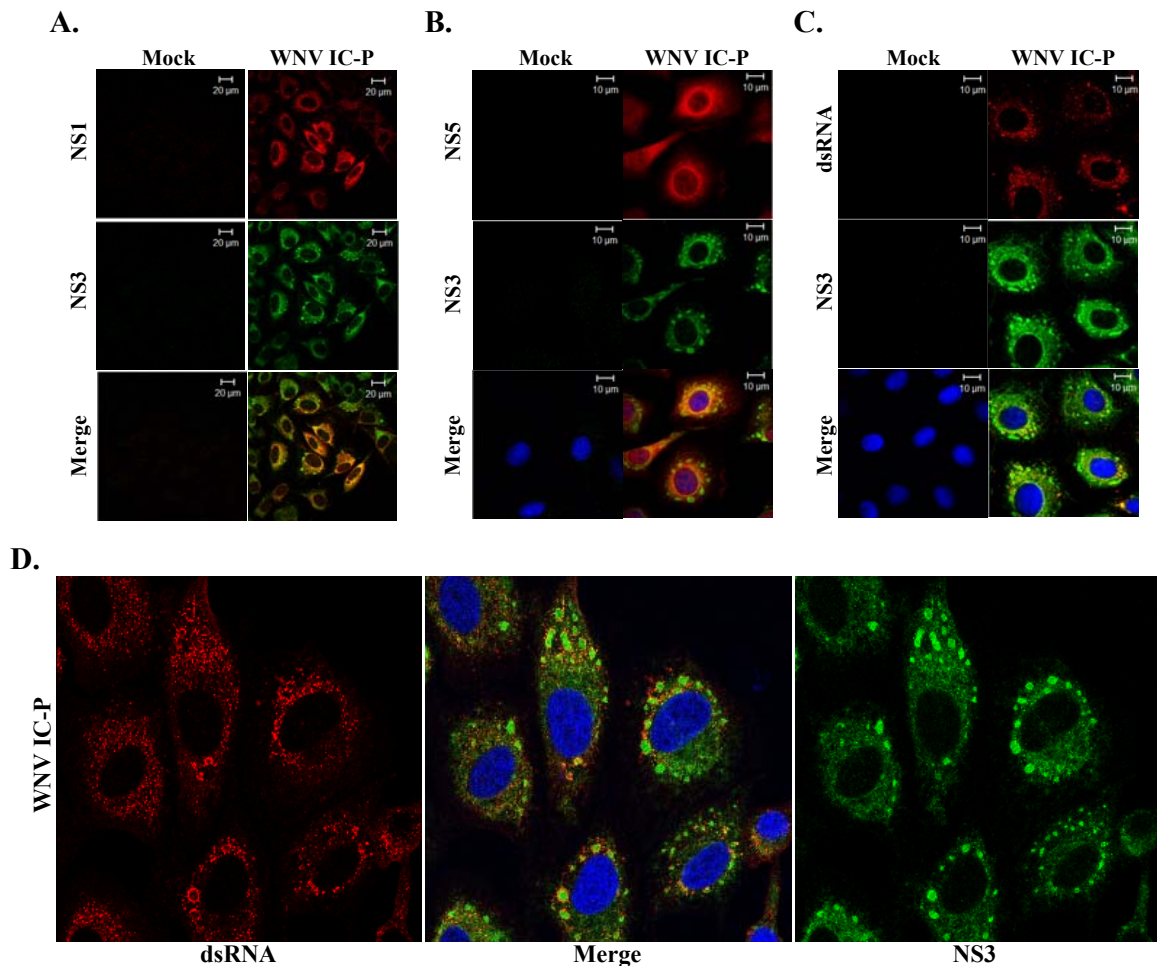 A.
Mock WNV IC-P
NS1
20 µm
20 µm
NS3
20 µm
20 µm
Merge
20 µm
20 µm
B.
Mock WNV IC-P
NS5
10 µm
10 µm
NS3
10 µm
10 µm
Merge
10 µm
10 µm
C.
Mock WNV IC-P
dsRNA
10 µm
10 µm
NS3
10 µm
10 µm
Merge
10 µm
10 µm
D.
WNV IC-P
dsRNA Merge NS3